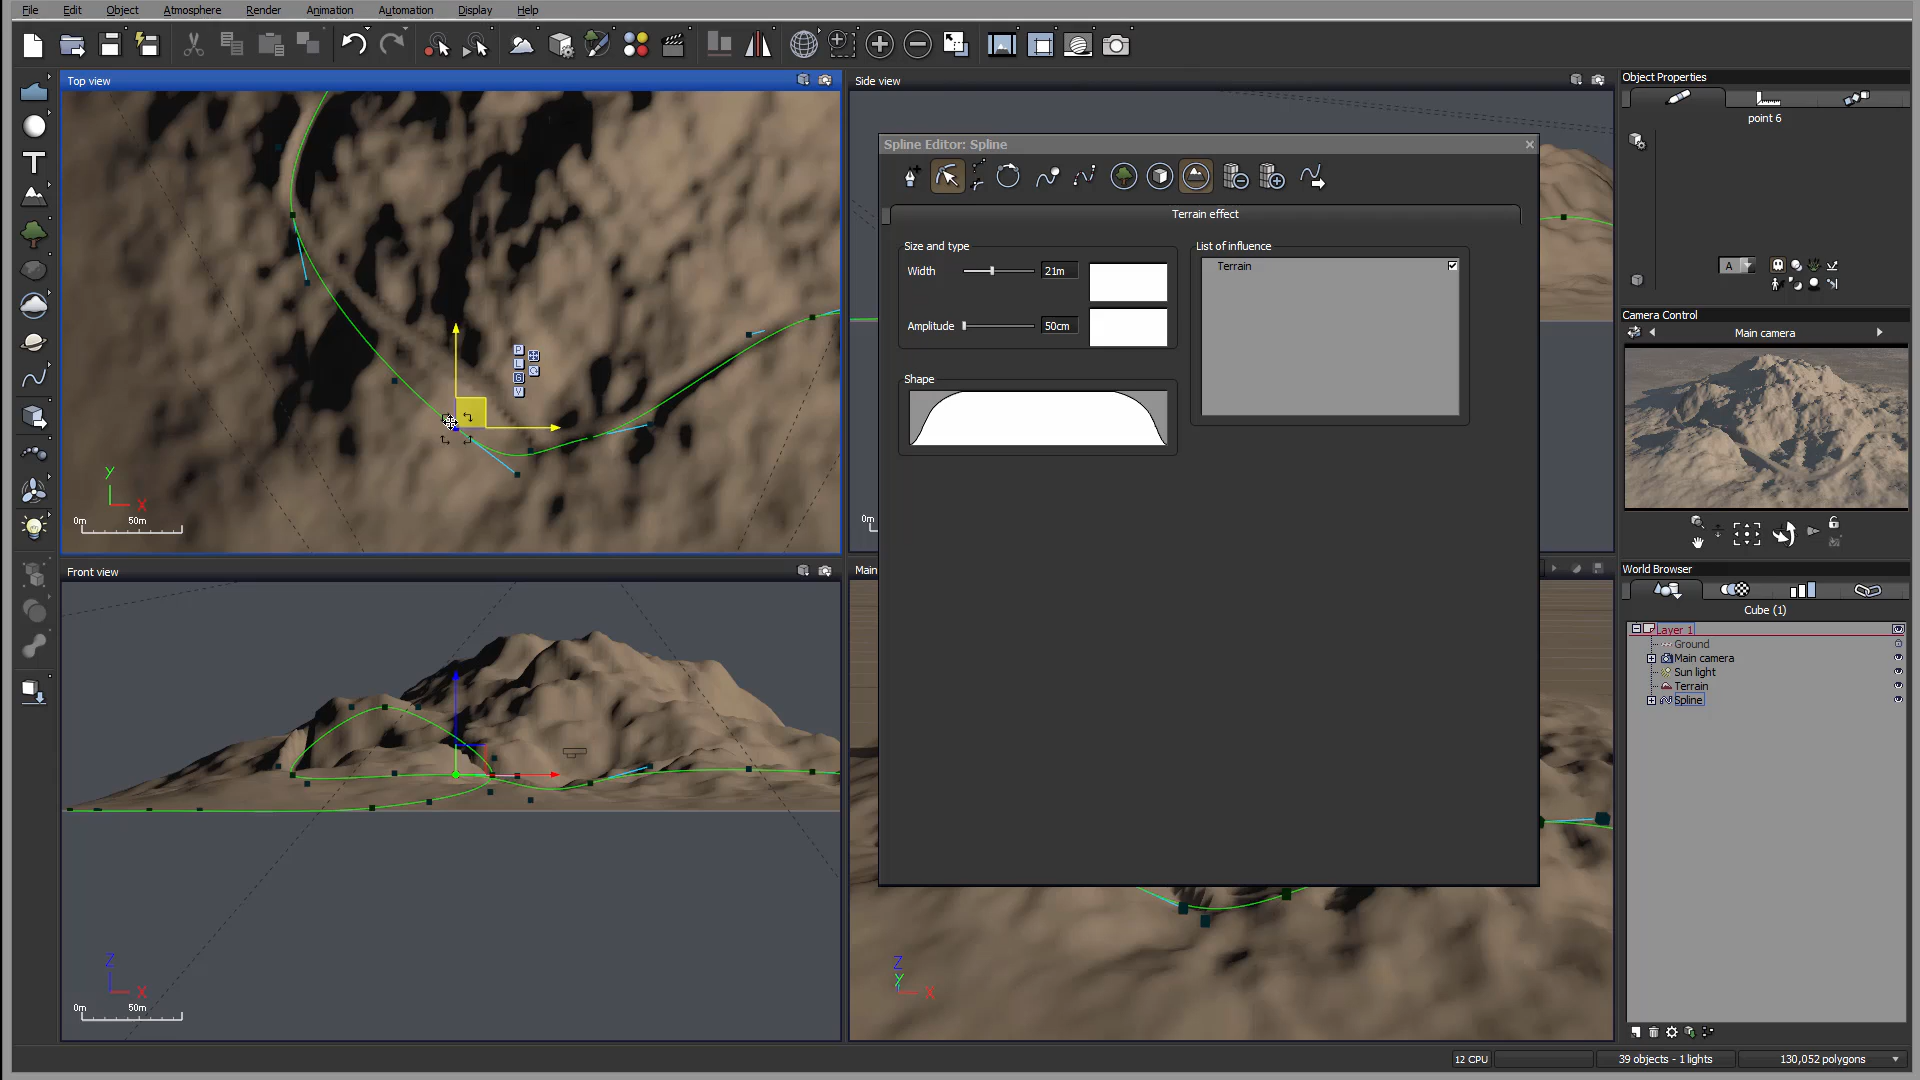 File Edit Object Atmosphere Render Animation Automation Display Help
Top view
Y
X
0m 50m
P
L
G
V
Side view
0m
Spline Editor: Spline
Terrain effect
Size and type
Width 21m
Amplitude 50cm
Shape
List of influence
Terrain
Front view
Z
X
0m 50m
Main
Z
Y
X
Object Properties
point 6
A
Camera Control
Main camera
World Browser
Cube (1)
Layer 1
Ground
Main camera
Sun light
Terrain
Spline
12 CPU
39 objects - 1 lights
130,052 polygons